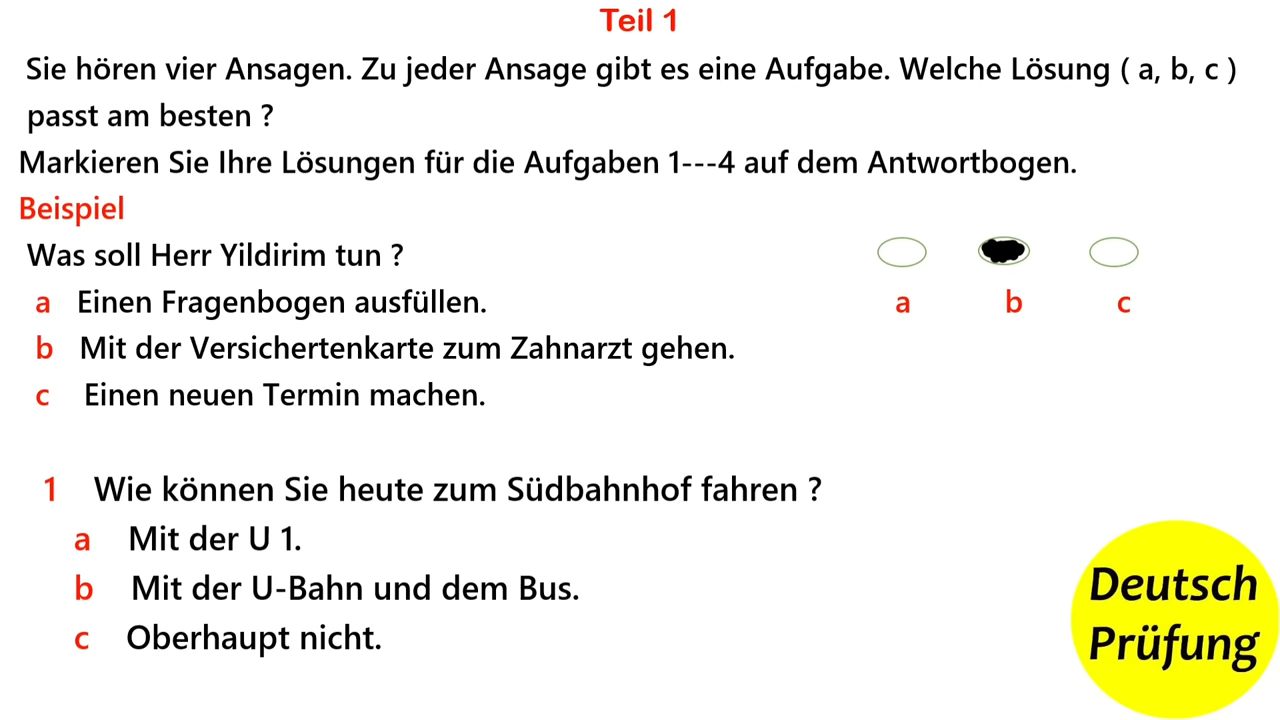 Teil 1
Sie hören vier Ansagen. Zu jeder Ansage gibt es eine Aufgabe. Welche Lösung ( a, b, c )
passt am besten ?
Markieren Sie Ihre Lösungen für die Aufgaben 1---4 auf dem Antwortbogen.
Beispiel
Was soll Herr Yildirim tun ?
a Einen Fragenbogen ausfüllen.
a b c
b Mit der Versichertenkarte zum Zahnarzt gehen.
c Einen neuen Termin machen.
1 Wie können Sie heute zum Südbahnhof fahren ?
a Mit der U 1.
b Mit der U-Bahn und dem Bus.
c Oberhaupt nicht.
Deutsch
Prüfung